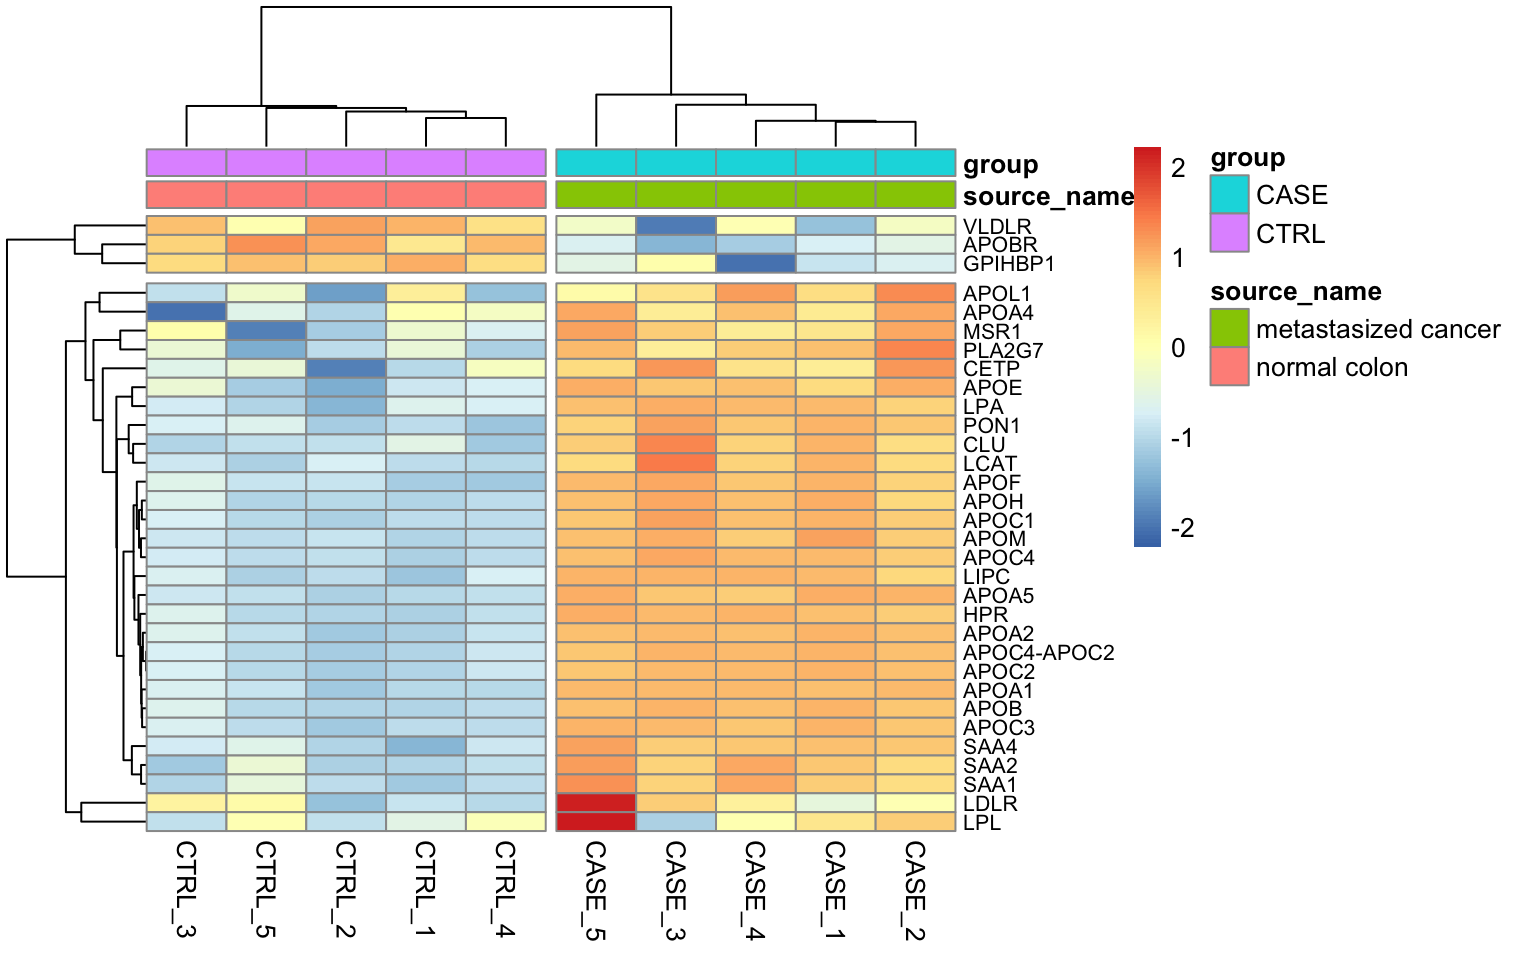 group
source_name
VLDLR
APOBR
GPIHBP1
APOL1
APOA4
MSR1
PLA2G7
CETP
APOE
LPA
PON1
CLU
LCAT
APOF
APOH
APOC1
APOM
APOC4
LIPC
APOA5
HPR
APOA2
APOC4-APOC2
APOC2
APOA1
APOB
APOC3
SAA4
SAA2
SAA1
LDLR
LPL
CTRL_3
CTRL_5
CTRL_2
CTRL_1
CTRL_4
CASE_5
CASE_3
CASE_4
CASE_1
CASE_2
2
1
0
-1
-2
group
CASE
CTRL
source_name
metastasized cancer
normal colon